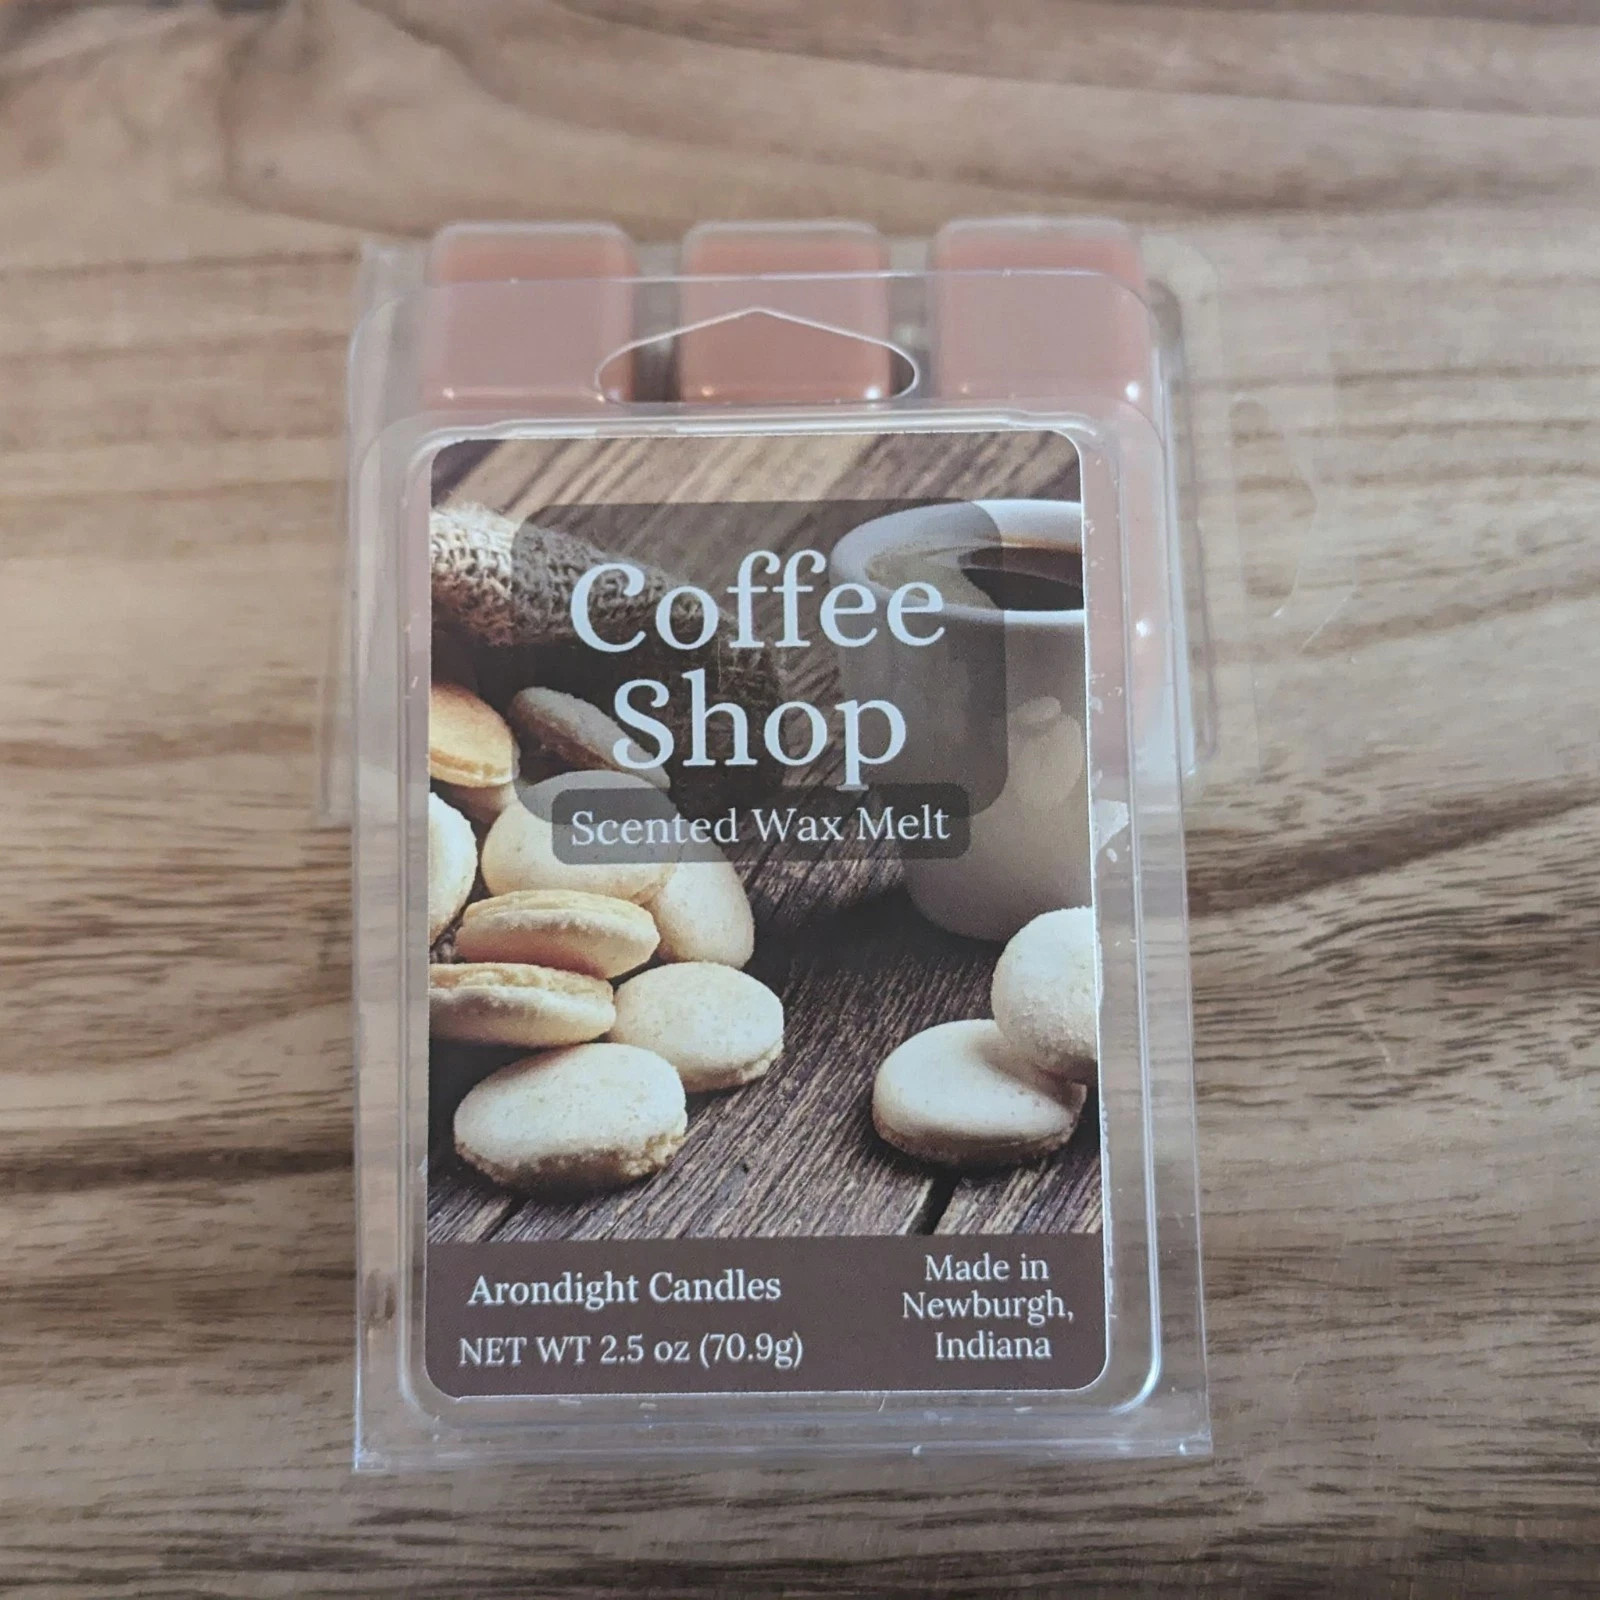 Coffee
Shop
Scented Wax Melt
Arondight Candles
NET WT 2.5 oz (70.9g)
Made in
Newburgh,
Indiana